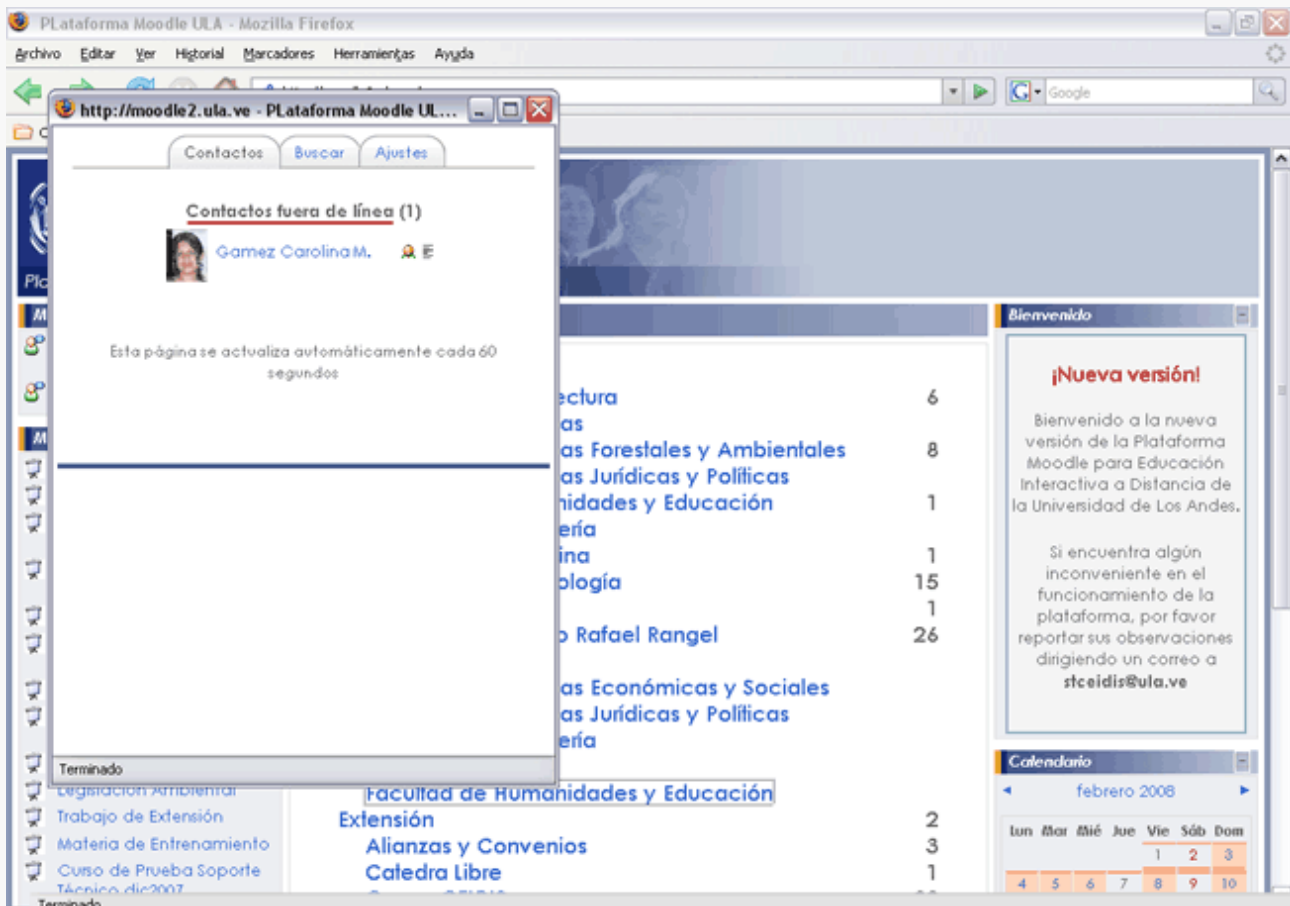 PLataforma Moodle ULA - Mozilla Firefox
Archivo Editar Ver Historial Marcadores Herramientas Ayuda
Google
http://moodle2.ula.ve - PLataforma Moodle UL...
Contactos Buscar Ajustes
Contactos fuera de línea (1)
Gamez Carolina M.
Esta página se actualiza automáticamente cada 60
segundos
Terminado
ectura 6
as
as Forestales y Ambientales 8
as Jurídicas y Políticas
nidades y Educación 1
ería
ina 1
ología 15
1
o Rafael Rangel 26
as Económicas y Sociales
as Jurídicas y Políticas
ería
Facultad de Humanidades y Educación
Extensión 2
Alianzas y Convenios 3
Catedra Libre 1
Legislación Ambiental
Trabajo de Extensión
Materia de Entrenamiento
Curso de Prueba Soporte
Técnico dic2007
Bienvenido
¡Nueva versión!
Bienvenido a la nueva
versión de la Plataforma
Moodle para Educación
Interactiva a Distancia de
la Universidad de Los Andes.
Si encuentra algún
inconveniente en el
funcionamiento de la
plataforma, por favor
reportar sus observaciones
dirigiendo un correo a
stceidis@ula.ve
Calendario
febrero 2008
Lun Mar Mié Jue Vie Sáb Dom
1 2 3
4 5 6 7 8 9 10
Terminado